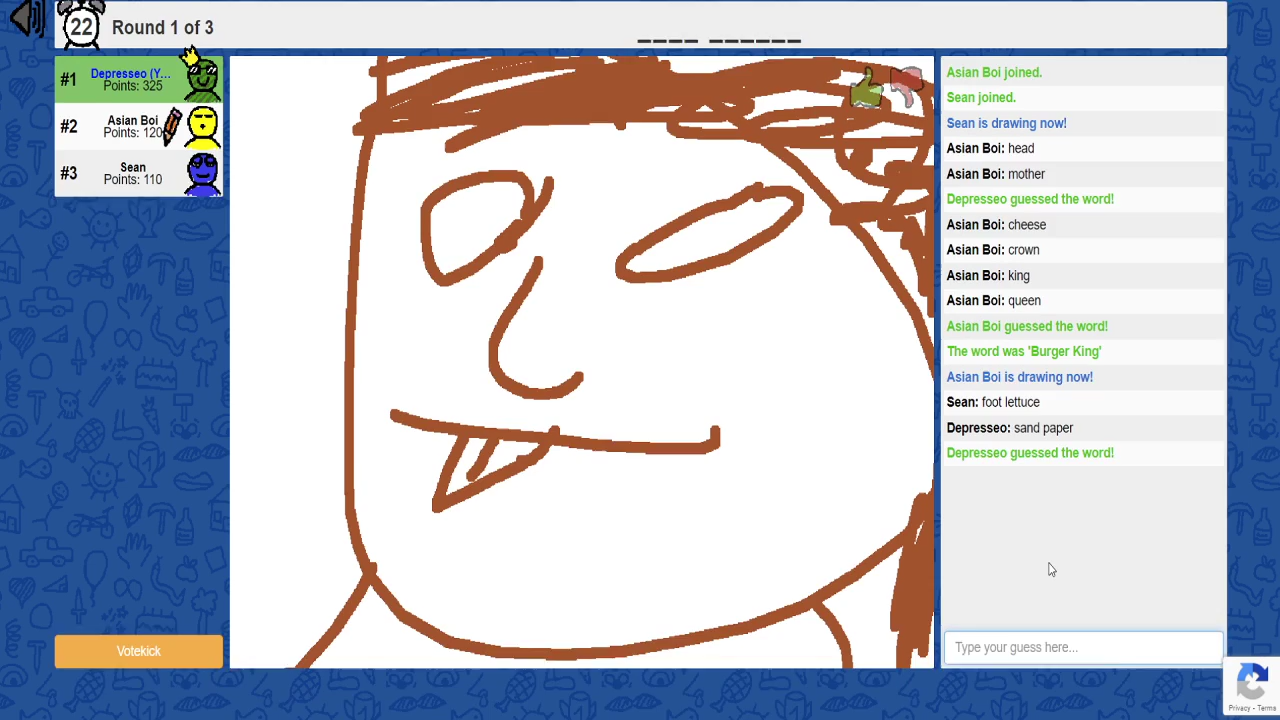 22 Round 1 of 3
____ ______
#1 Depresseo (Y...
Points: 325
#2 Asian Boi
Points: 120
#3 Sean
Points: 110
Votekick
Asian Boi joined.
Sean joined.
Sean is drawing now!
Asian Boi: head
Asian Boi: mother
Depresseo guessed the word!
Asian Boi: cheese
Asian Boi: crown
Asian Boi: king
Asian Boi: queen
Asian Boi guessed the word!
The word was 'Burger King'
Asian Boi is drawing now!
Sean: foot lettuce
Depresseo: sand paper
Depresseo guessed the word!
Type your guess here...
Privacy - Terms